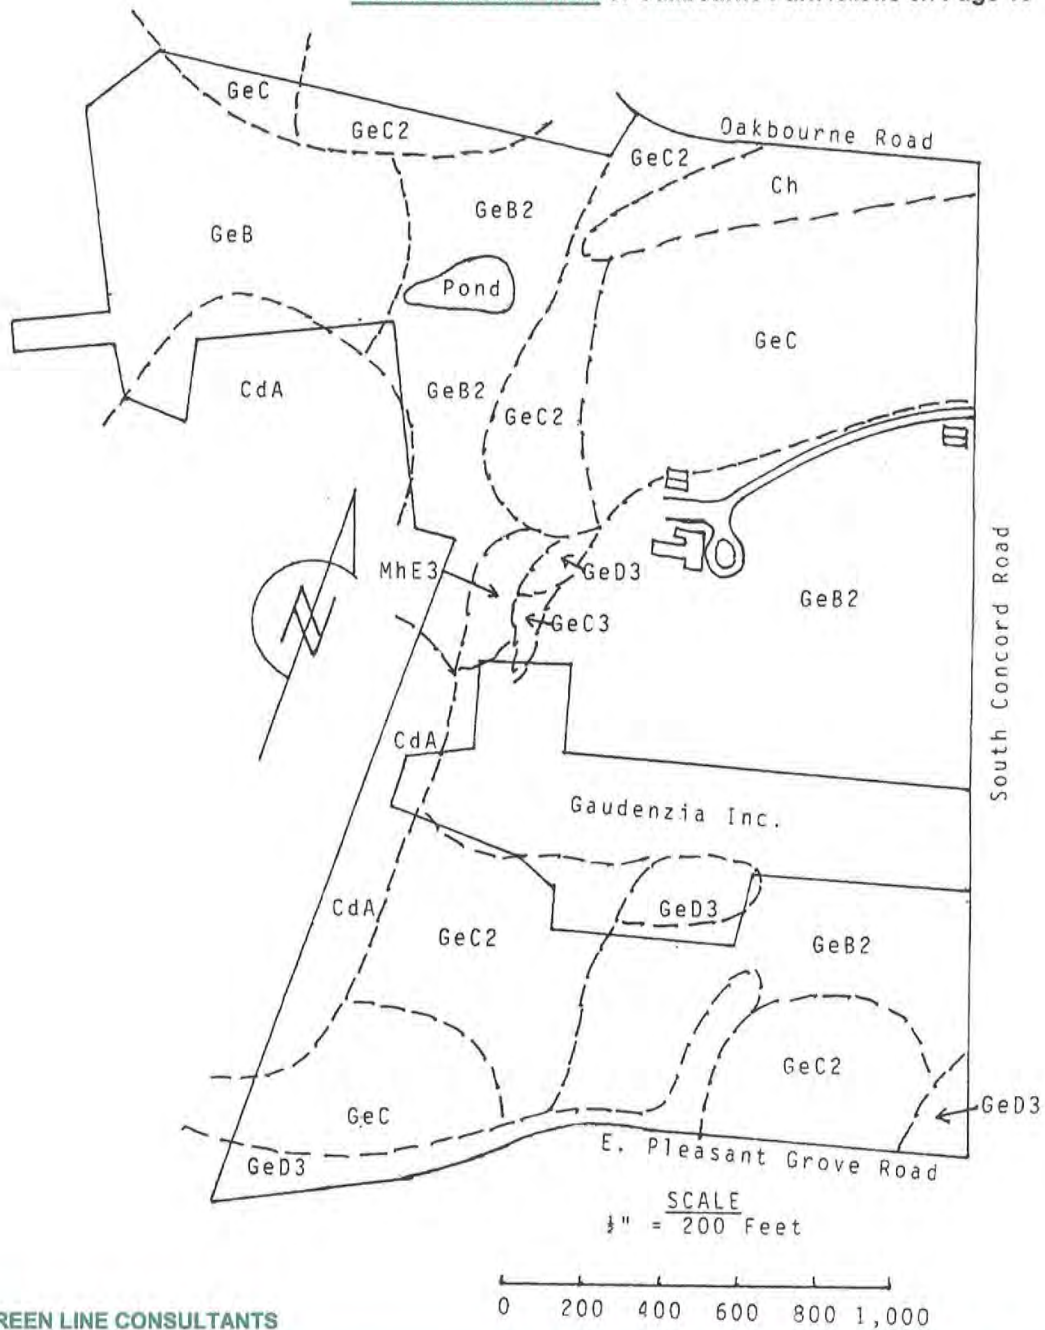 GeC
GeC2
Oakbourne Road
GeC2
Ch
GeB2
GeB
Pond
GeC
CdA
GeB2
GeC2
MhE3
GeD3
GeC3
GeB2
South Concord Road
N
CdA
Gaudenzia Inc.
CdA
GeC2
GeD3
GeB2
GeC2
GeC
GeD3
GeD3
E. Pleasant Grove Road
SCALE
½" = 200 Feet
0 200 400 600 800 1,000
REEN LINE CONSULTANTS